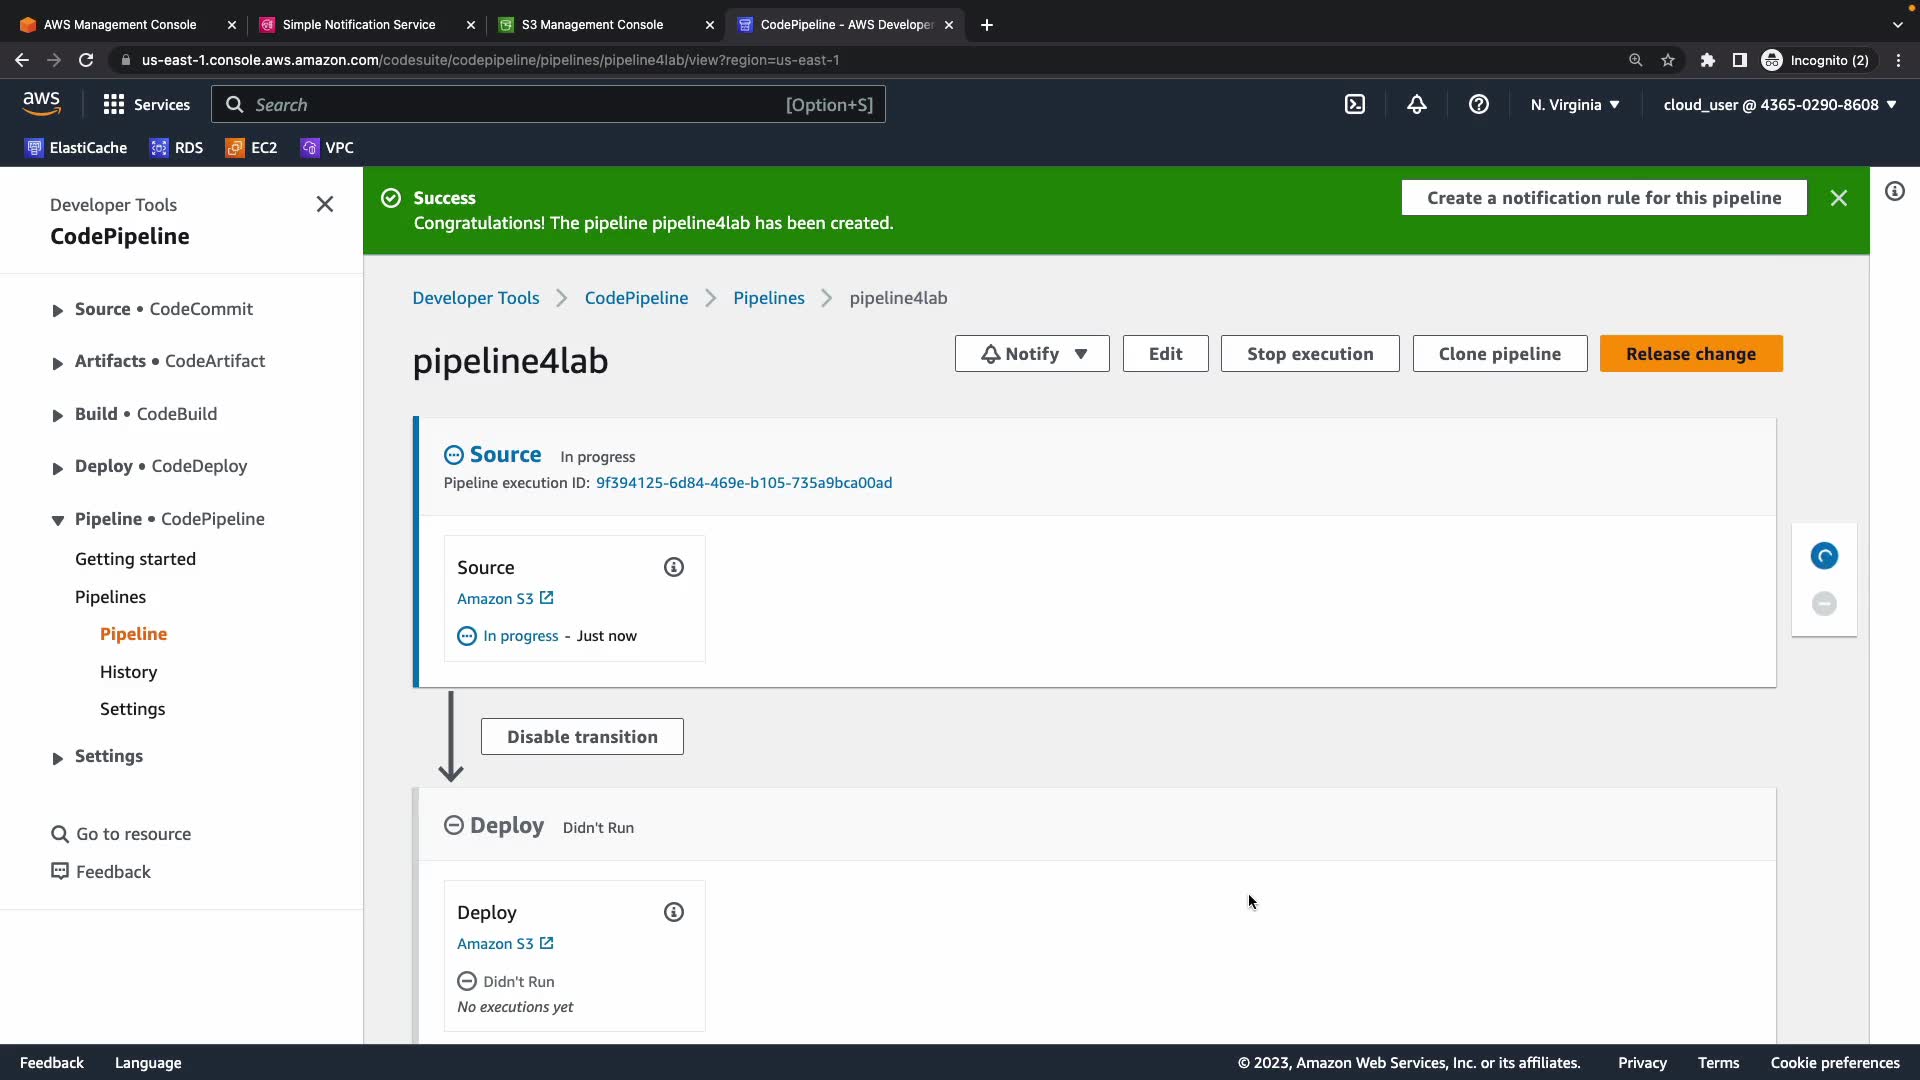 AWS Management Console
Simple Notification Service
S3 Management Console
CodePipeline - AWS Developer
us-east-1.console.aws.amazon.com/codesuite/codepipeline/pipelines/pipeline4lab/view?region=us-east-1
Incognito (2)
aws
Services
Search
[Option+S]
N. Virginia
cloud_user @ 4365-0290-8608
ElastiCache
RDS
EC2
VPC
Developer Tools
CodePipeline
Source • CodeCommit
Artifacts • CodeArtifact
Build • CodeBuild
Deploy • CodeDeploy
Pipeline • CodePipeline
Getting started
Pipelines
Pipeline
History
Settings
Settings
Go to resource
Feedback
Success
Congratulations! The pipeline pipeline4lab has been created.
Create a notification rule for this pipeline
Developer Tools
CodePipeline
Pipelines
pipeline4lab
pipeline4lab
Notify
Edit
Stop execution
Clone pipeline
Release change
Source In progress
Pipeline execution ID: 9f394125-6d84-469e-b105-735a9bca00ad
Source
Amazon S3
In progress - Just now
Disable transition
Deploy Didn't Run
Deploy
Amazon S3
Didn't Run
No executions yet
Feedback
Language
© 2023, Amazon Web Services, Inc. or its affiliates.
Privacy
Terms
Cookie preferences